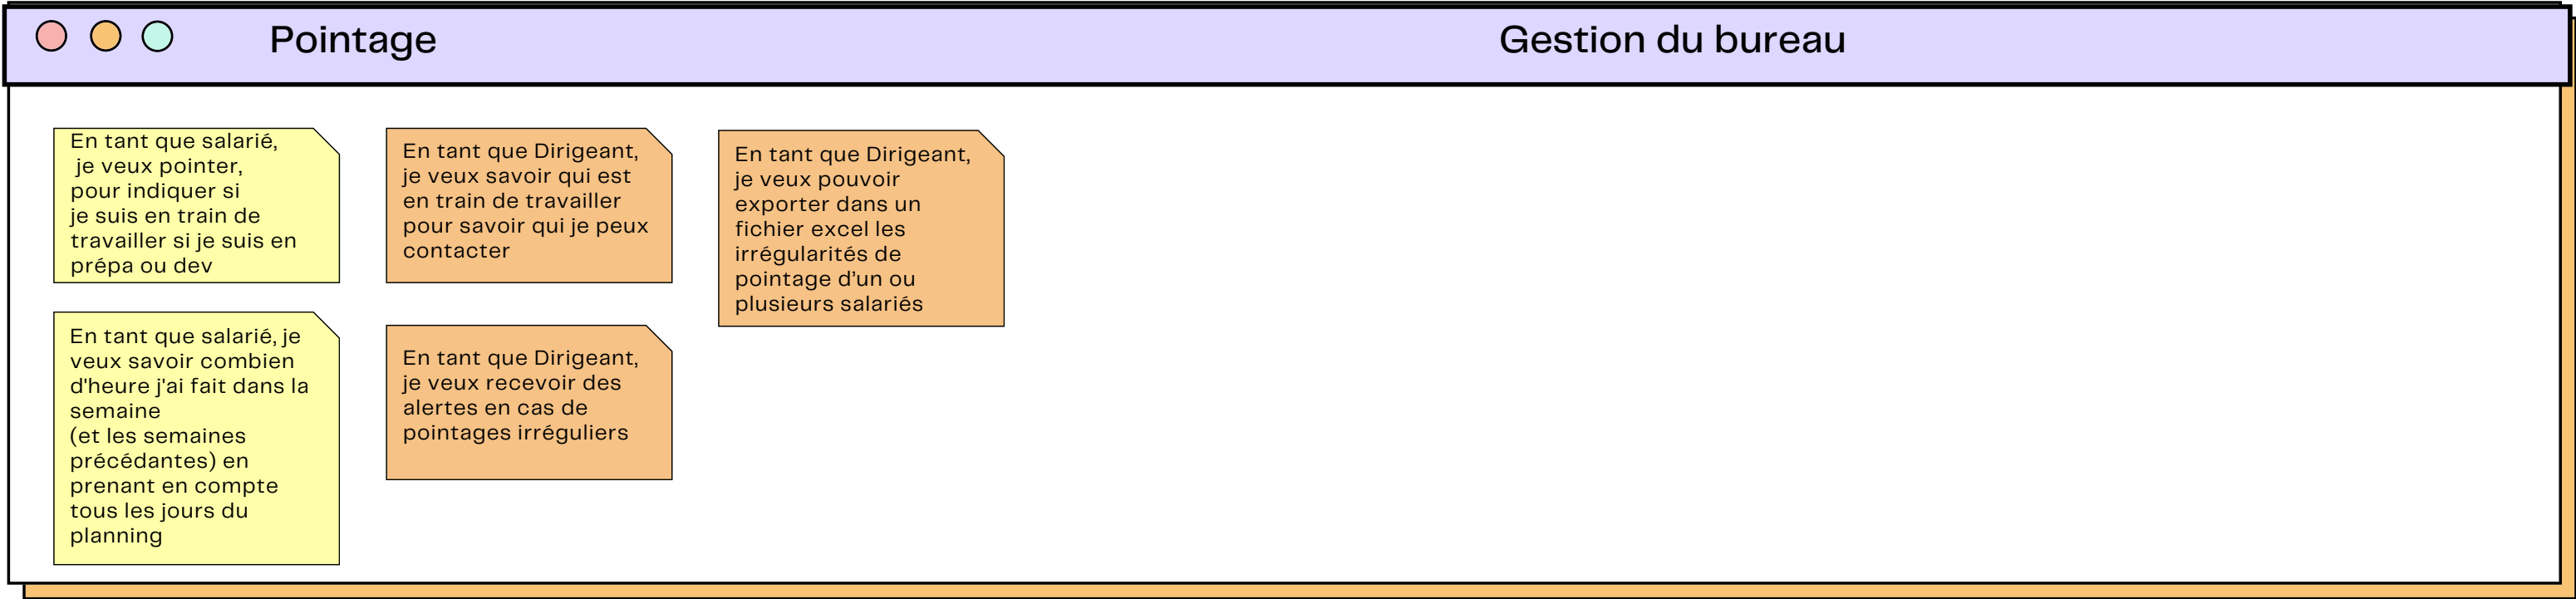 Pointage
Gestion du bureau
En tant que salarié,
je veux pointer,
pour indiquer si
je suis en train de
travailler si je suis en
prépa ou dev
En tant que Dirigeant,
je veux savoir qui est
en train de travailler
pour savoir qui je peux
contacter
En tant que Dirigeant,
je veux pouvoir
exporter dans un
fichier excel les
irrégularités de
pointage d’un ou
plusieurs salariés
En tant que salarié, je
veux savoir combien
d'heure j'ai fait dans la
semaine
(et les semaines
précédantes) en
prenant en compte
tous les jours du
planning
En tant que Dirigeant,
je veux recevoir des
alertes en cas de
pointages irréguliers